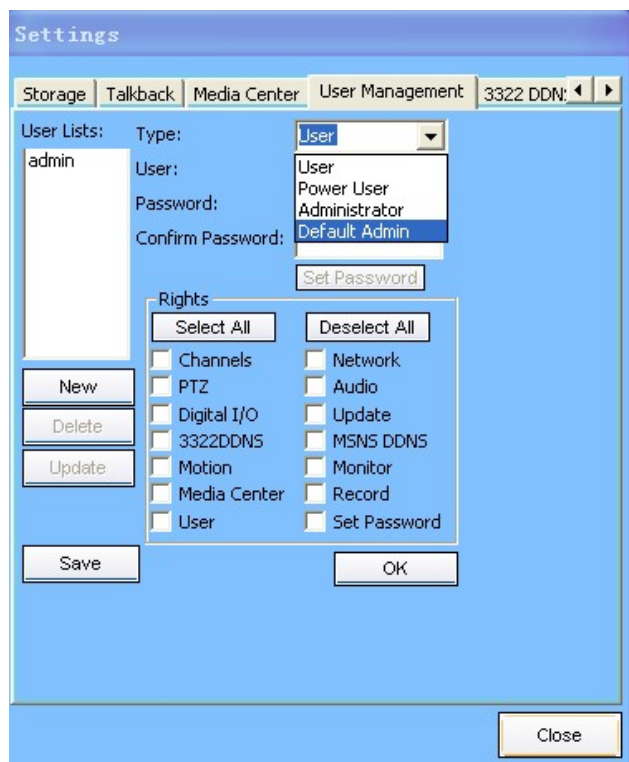 Settings
Storage Talkback Media Center User Management 3322 DDN
User Lists: Type: User
admin User: User
Power User
Password: Administrator
Default Admin
Confirm Password:
Set Password
Rights
Select All Deselect All
Channels Network
New PTZ Audio
Delete Digital I/O Update
3322DDNS MSNS DDNS
Update Motion Monitor
Media Center Record
User Set Password
Save OK
Close